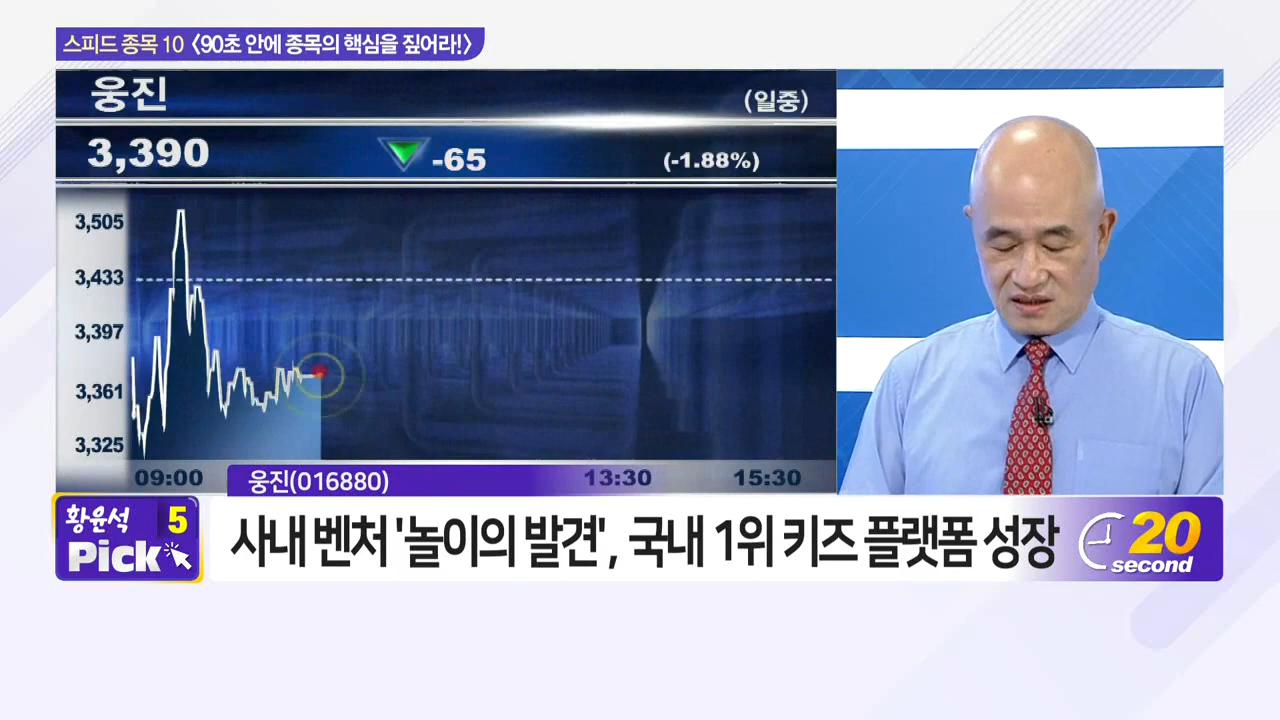 스피드 종목 10 <90초 안에 종목의 핵심을 짚어라!>
웅진
(일중)
3,390
-65
(-1.88%)
3,505
3,433
3,397
3,361
3,325
09:00
13:30
15:30
웅진(016880)
황윤석 5
Pick
사내 벤처 '놀이의 발견', 국내 1위 키즈 플랫폼 성장
20
second